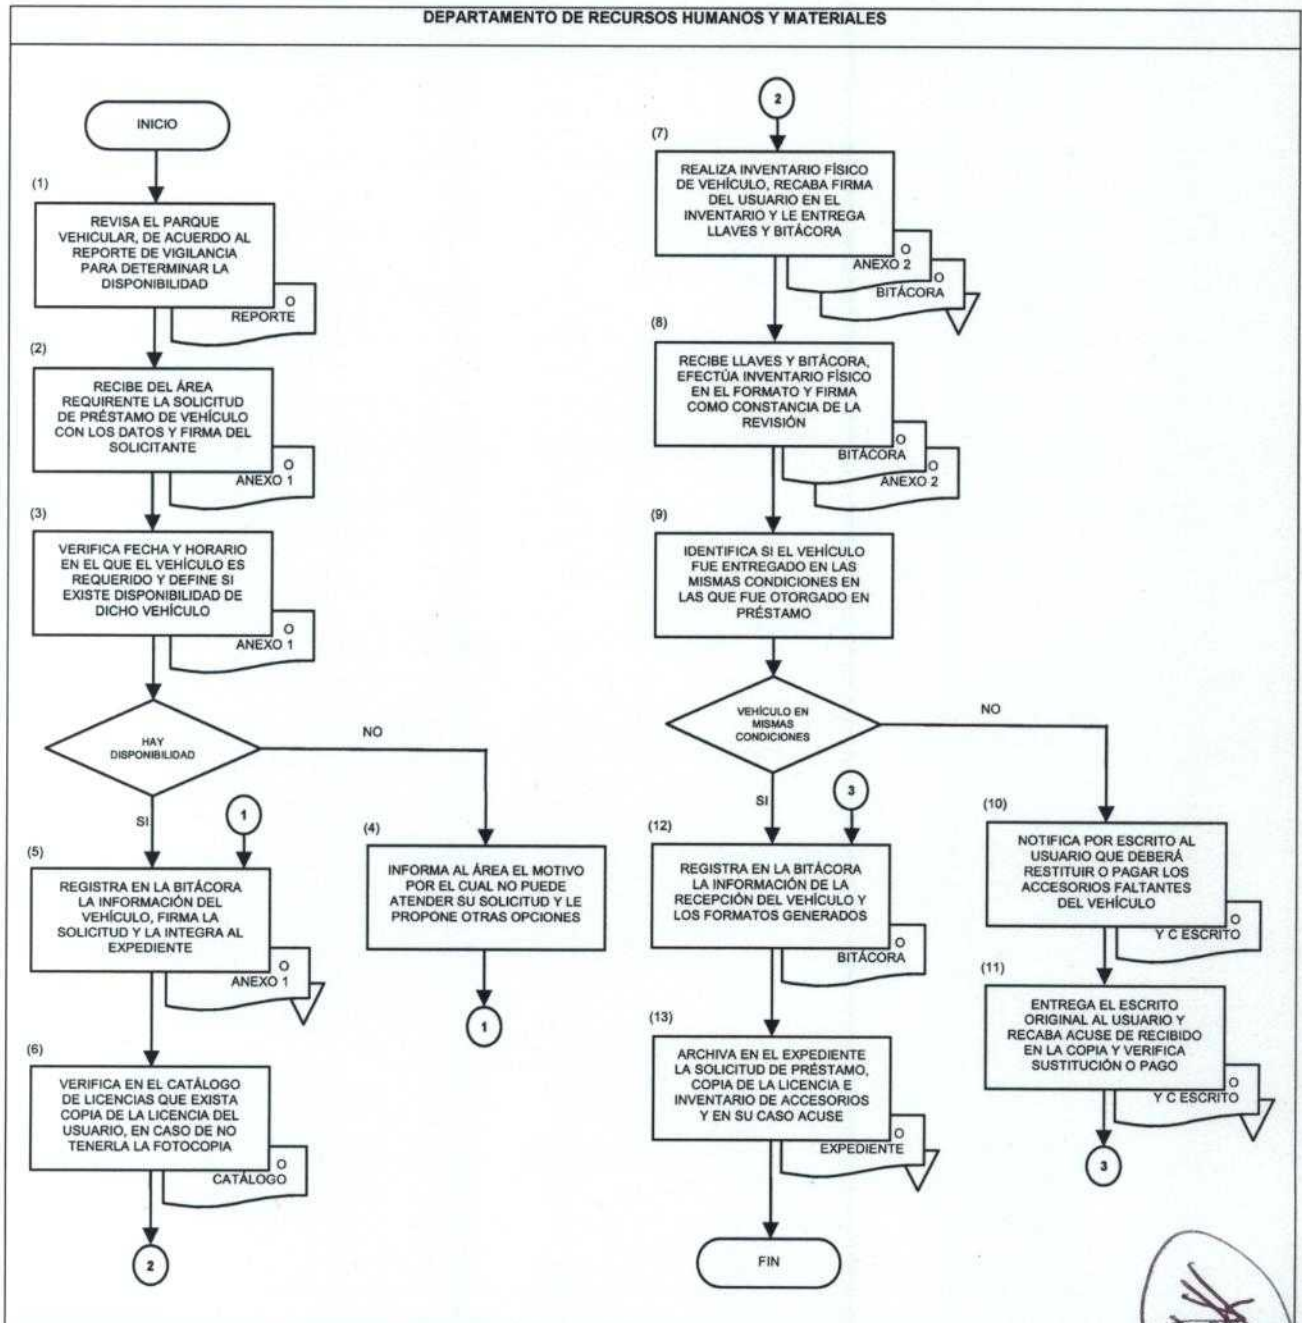 DEPARTAMENTO DE RECURSOS HUMANOS Y MATERIALES
INICIO
(1)
REVISA EL PARQUE
VEHICULAR, DE ACUERDO AL
REPORTE DE VIGILANCIA
PARA DETERMINAR LA
DISPONIBILIDAD
O
REPORTE
(2)
RECIBE DEL ÁREA
REQUIRENTE LA SOLICITUD
DE PRÉSTAMO DE VEHÍCULO
CON LOS DATOS Y FIRMA DEL
SOLICITANTE
O
ANEXO 1
(3)
VERIFICA FECHA Y HORARIO
EN EL QUE EL VEHÍCULO ES
REQUERIDO Y DEFINE SI
EXISTE DISPONIBILIDAD DE
DICHO VEHÍCULO
O
ANEXO 1
HAY
DISPONIBILIDAD
NO
SI
1
(4)
INFORMA AL ÁREA EL MOTIVO
POR EL CUAL NO PUEDE
ATENDER SU SOLICITUD Y LE
PROPONE OTRAS OPCIONES
1
(5)
REGISTRA EN LA BITÁCORA
LA INFORMACIÓN DEL
VEHÍCULO, FIRMA LA
SOLICITUD Y LA INTEGRA AL
EXPEDIENTE
O
ANEXO 1
(6)
VERIFICA EN EL CATÁLOGO
DE LICENCIAS QUE EXISTA
COPIA DE LA LICENCIA DEL
USUARIO, EN CASO DE NO
TENERLA LA FOTOCOPIA
O
CATÁLOGO
2
2
(7)
REALIZA INVENTARIO FÍSICO
DE VEHÍCULO, RECABA FIRMA
DEL USUARIO EN EL
INVENTARIO Y LE ENTREGA
LLAVES Y BITÁCORA
O
ANEXO 2
O
BITÁCORA
(8)
RECIBE LLAVES Y BITÁCORA,
EFECTÚA INVENTARIO FÍSICO
EN EL FORMATO Y FIRMA
COMO CONSTANCIA DE LA
REVISIÓN
O
BITÁCORA
O
ANEXO 2
(9)
IDENTIFICA SI EL VEHÍCULO
FUE ENTREGADO EN LAS
MISMAS CONDICIONES EN
LAS QUE FUE OTORGADO EN
PRÉSTAMO
VEHÍCULO EN
MISMAS
CONDICIONES
NO
SI
3
(10)
NOTIFICA POR ESCRITO AL
USUARIO QUE DEBERÁ
RESTITUIR O PAGAR LOS
ACCESORIOS FALTANTES
DEL VEHÍCULO
O
Y C ESCRITO
(11)
ENTREGA EL ESCRITO
ORIGINAL AL USUARIO Y
RECABA ACUSE DE RECIBIDO
EN LA COPIA Y VERIFICA
SUSTITUCIÓN O PAGO
O
Y C ESCRITO
3
(12)
REGISTRA EN LA BITÁCORA
LA INFORMACIÓN DE LA
RECEPCIÓN DEL VEHÍCULO Y
LOS FORMATOS GENERADOS
O
BITÁCORA
(13)
ARCHIVA EN EL EXPEDIENTE
LA SOLICITUD DE PRÉSTAMO,
COPIA DE LA LICENCIA E
INVENTARIO DE ACCESORIOS
Y EN SU CASO ACUSE
O
EXPEDIENTE
FIN